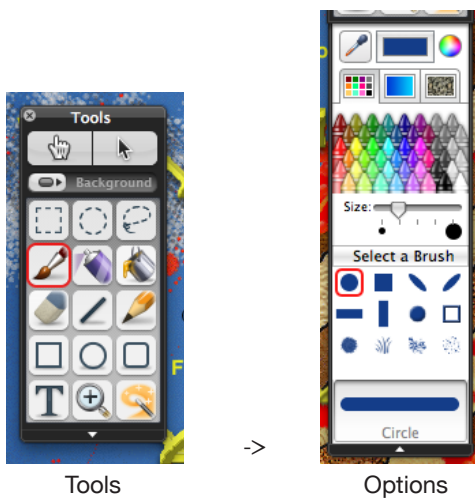 Tools
Background
T
Size:
Select a Brush
Circle
->
Tools
Options